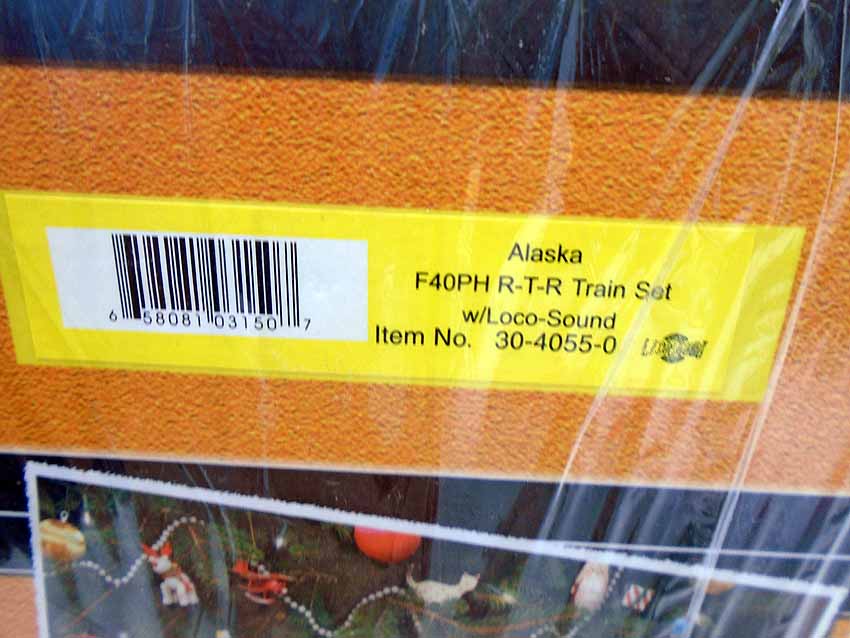 Alaska
F40PH R-T-R Train Set
w/Loco-Sound
Item No. 30-4055-0
6 58081 03150 7